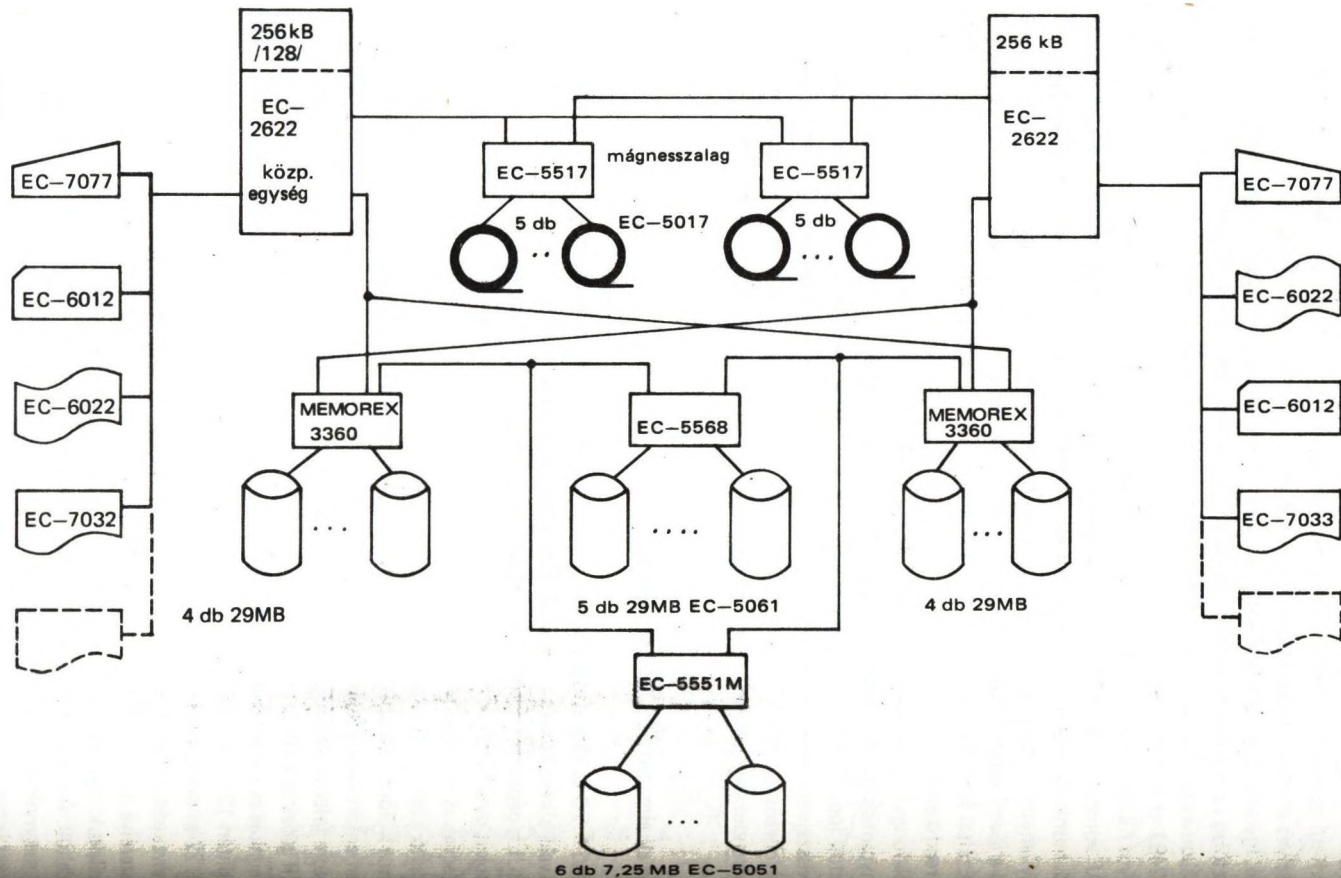 256kB
/128/
EC–
2622
közp.
egység
256 kB
EC–
2622
EC–7077
EC–6012
EC–6022
EC–7032
EC–5517
mágnesszalag
EC–5517
5 db
EC–5017
5 db
EC–7077
EC–6022
EC–6012
EC–7033
MEMOREX
3360
EC–5568
MEMOREX
3360
4 db 29MB
5 db 29MB EC–5061
4 db 29MB
EC–5551M
6 db 7,25 MB EC–5051